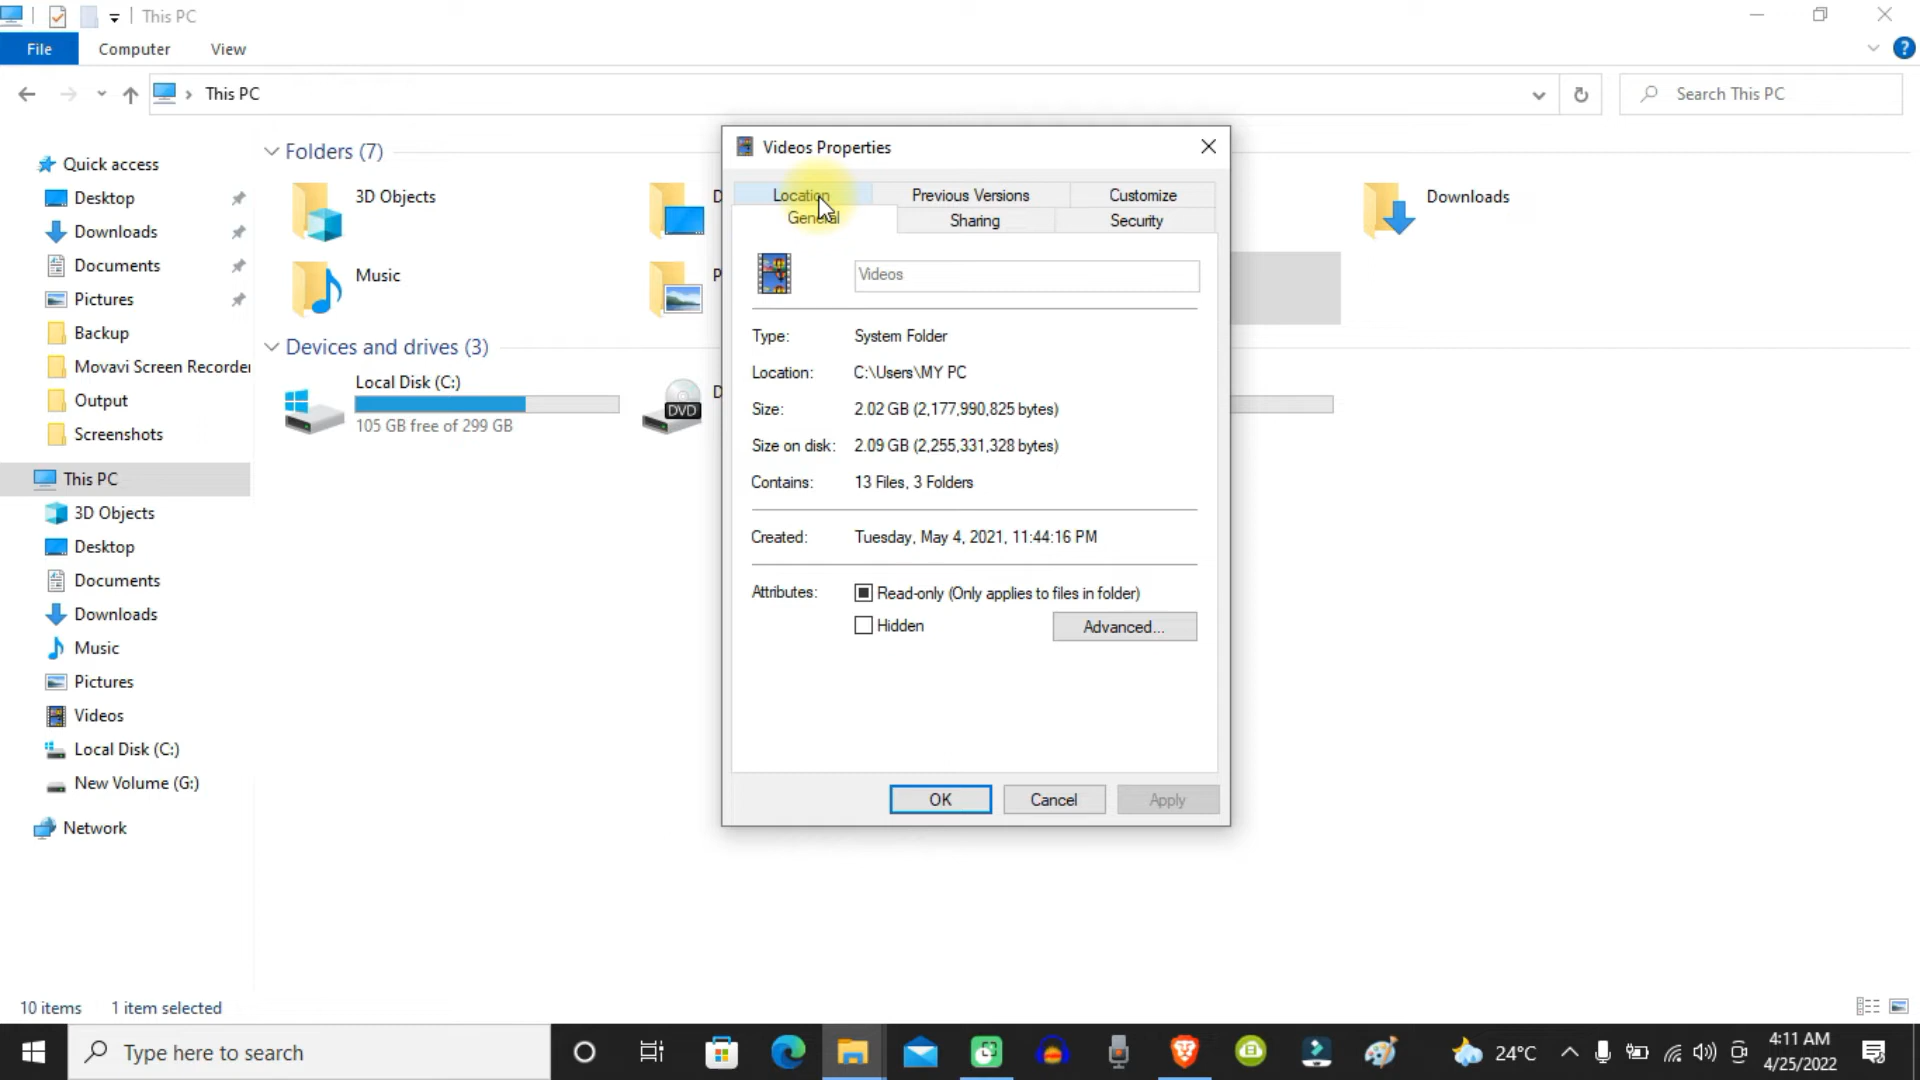 This PC
File Computer View
This PC
Search This PC
Quick access
Desktop
Downloads
Documents
Pictures
Backup
Movavi Screen Recorder
Output
Screenshots
This PC
3D Objects
Desktop
Documents
Downloads
Music
Pictures
Videos
Local Disk (C:)
New Volume (G:)
Network
Folders (7)
3D Objects
D
Downloads
Music
P
Devices and drives (3)
Local Disk (C:)
105 GB free of 299 GB
DVD
D
Videos Properties
Location Previous Versions Customize
General Sharing Security
Videos
Type: System Folder
Location: C:\Users\MY PC
Size: 2.02 GB (2,177,990,825 bytes)
Size on disk: 2.09 GB (2,255,331,328 bytes)
Contains: 13 Files, 3 Folders
Created: Tuesday, May 4, 2021, 11:44:16 PM
Attributes: Read-only (Only applies to files in folder)
Hidden Advanced...
OK Cancel Apply
10 items 1 item selected
Type here to search
24°C
4:11 AM
4/25/2022